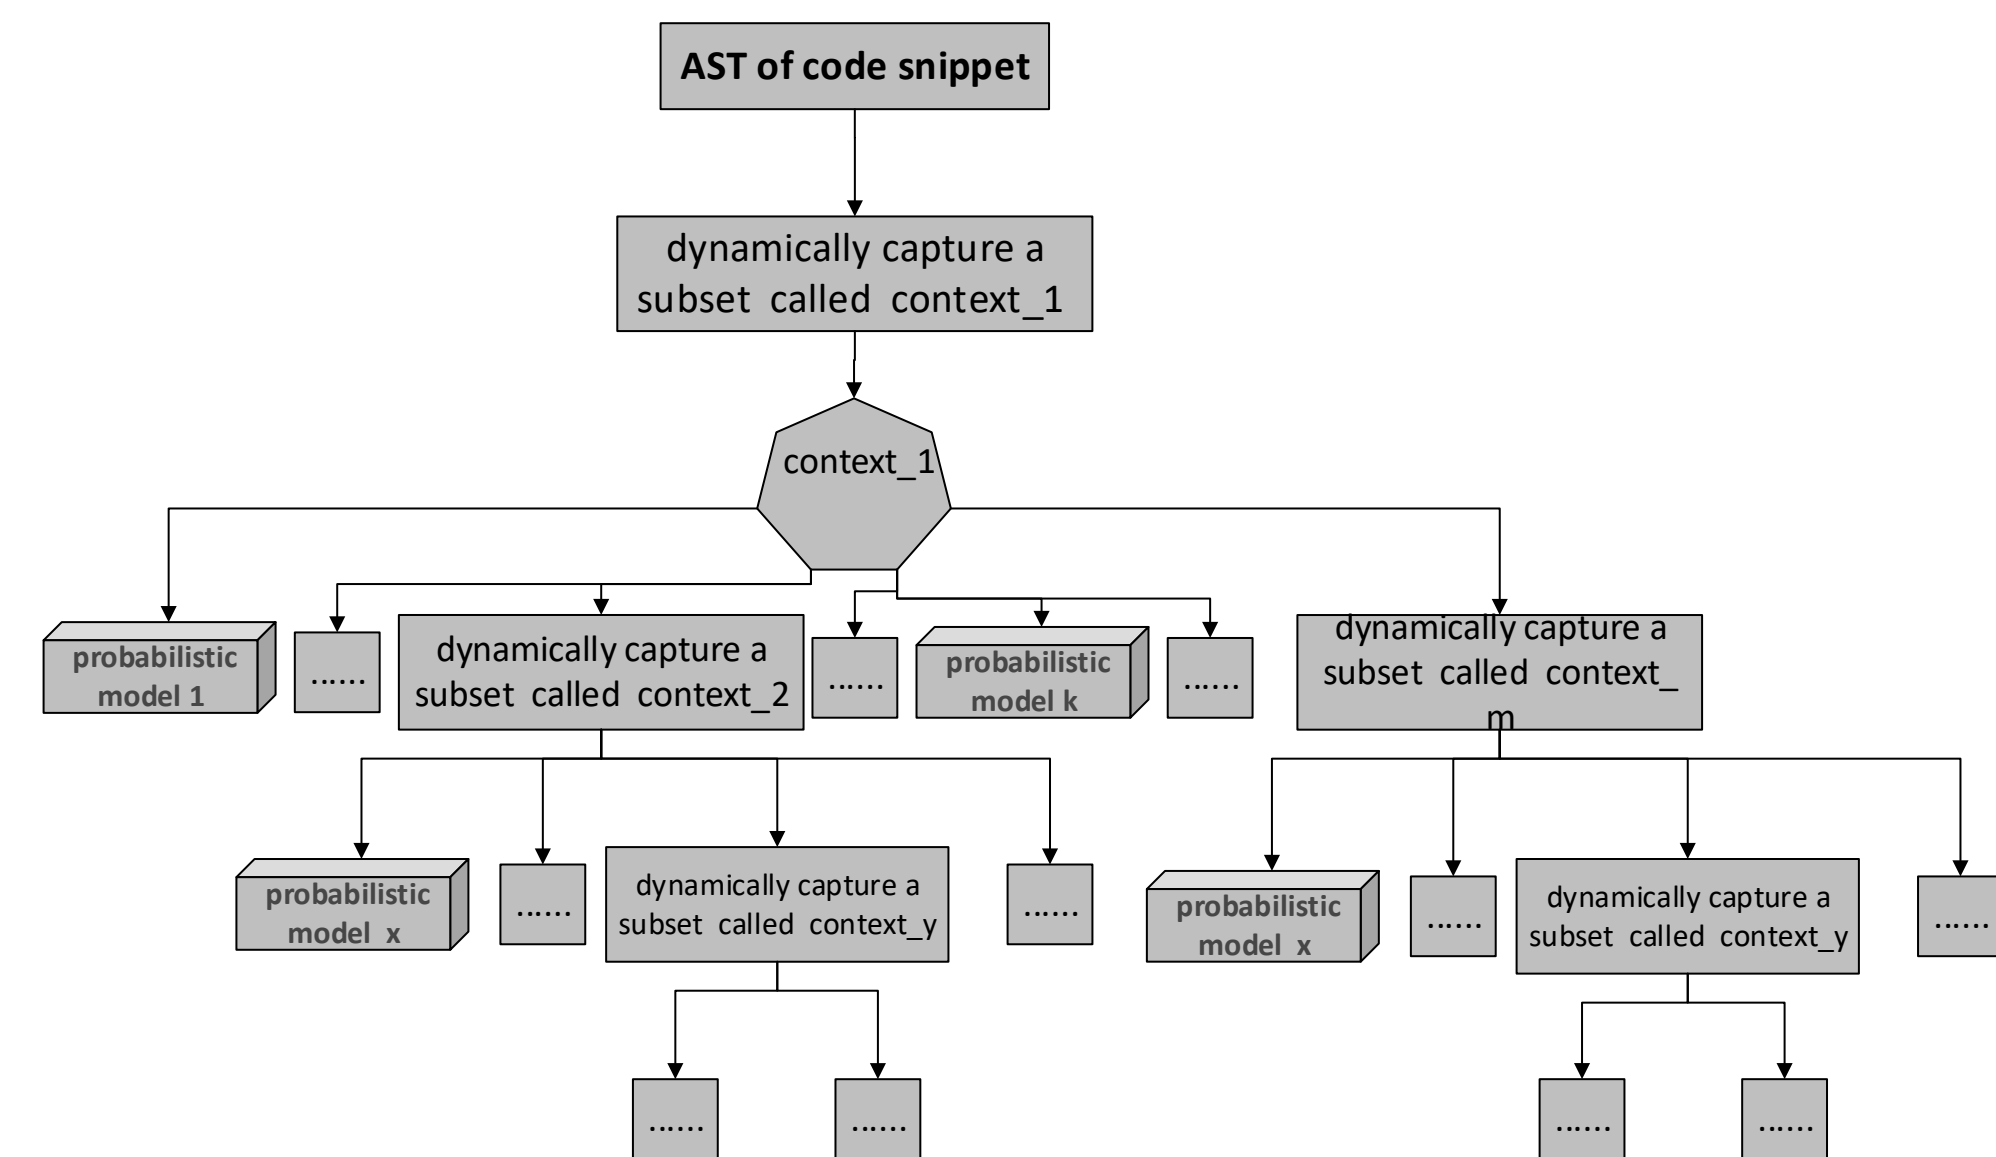 AST of code snippet
dynamically capture a
subset called context_1
context_1
probabilistic
model 1
......
dynamically capture a
subset called context_2
......
probabilistic
model k
......
dynamically capture a
subset called context_
m
probabilistic
model x
......
dynamically capture a
subset called context_y
......
probabilistic
model x
......
dynamically capture a
subset called context_y
......
......
......
......
......